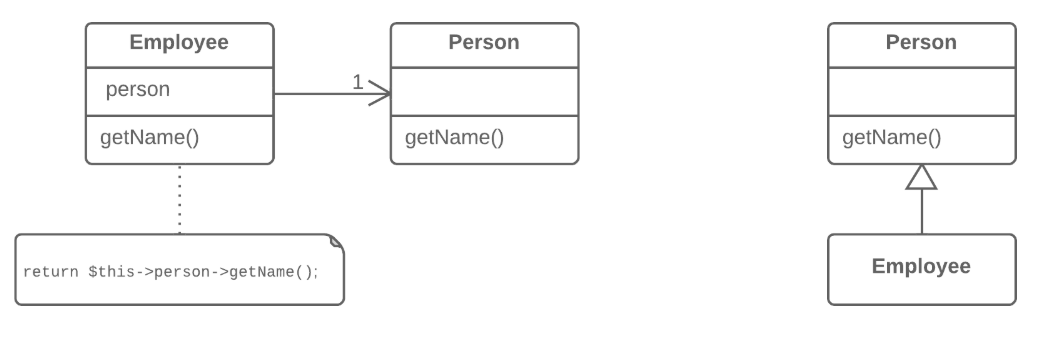 Employee
person
getName()
1
Person
getName()
return $this->person->getName();
Person
getName()
Employee